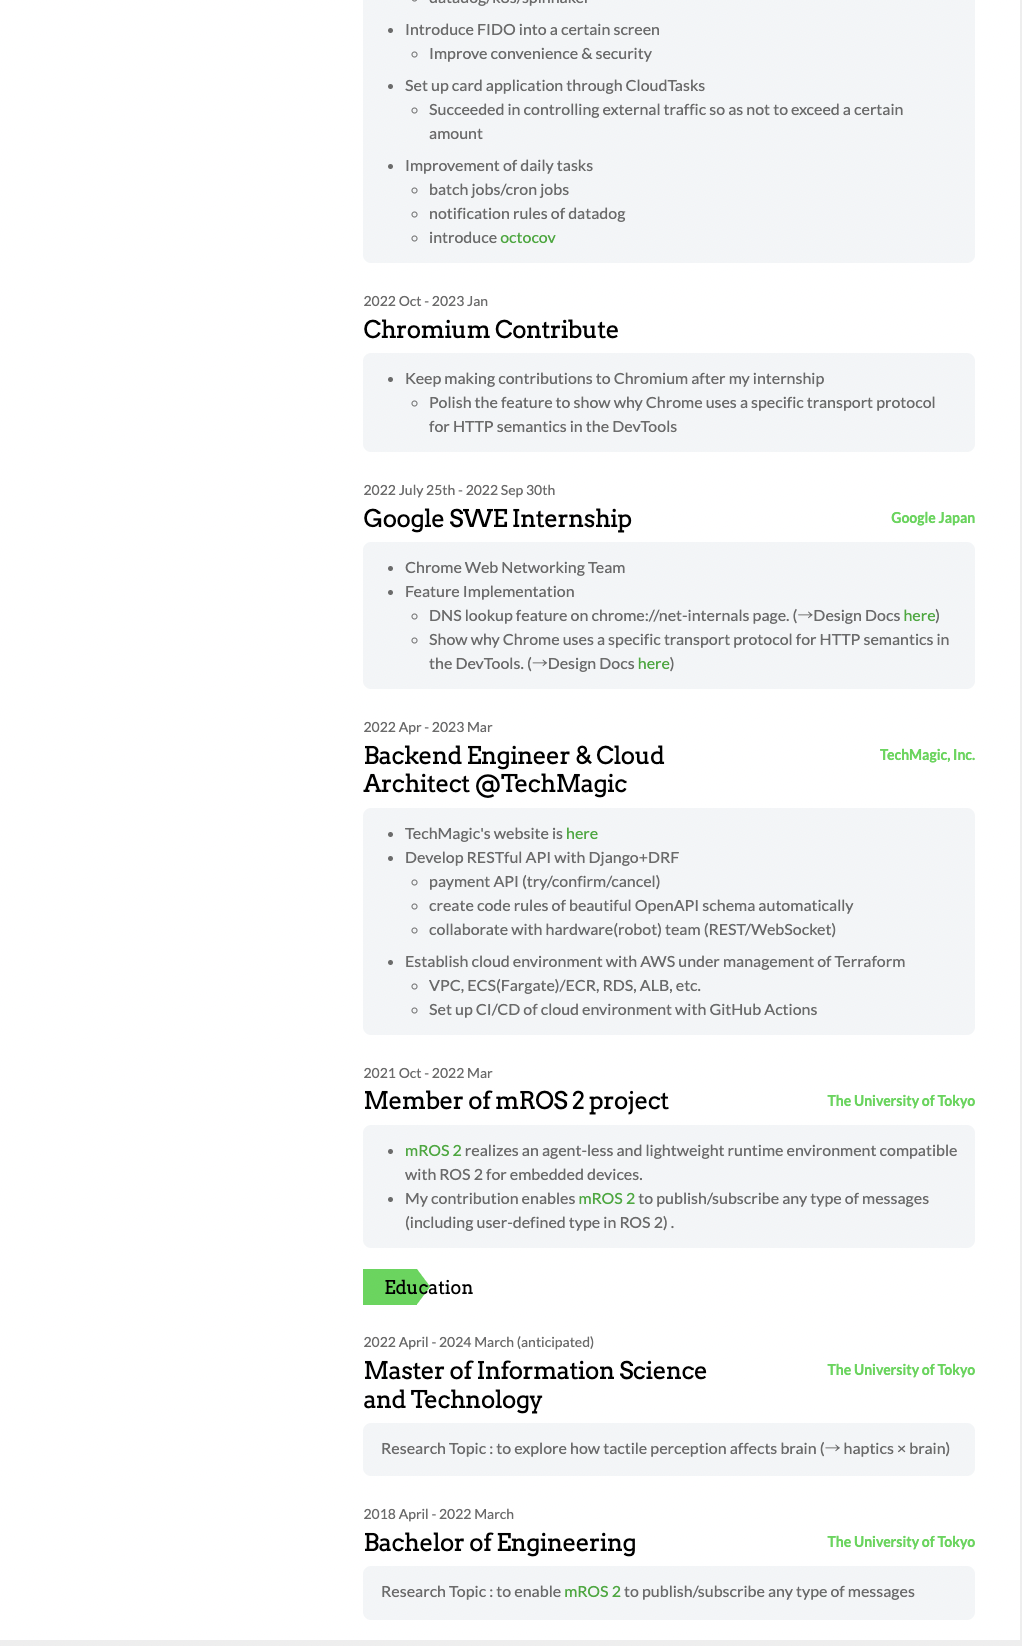 datadog/k8s/spinnaker
Introduce FIDO into a certain screen
Improve convenience & security
Set up card application through CloudTasks
Succeeded in controlling external traffic so as not to exceed a certain
amount
Improvement of daily tasks
batch jobs/cron jobs
notification rules of datadog
introduce octocov
2022 Oct - 2023 Jan
Chromium Contribute
Keep making contributions to Chromium after my internship
Polish the feature to show why Chrome uses a specific transport protocol
for HTTP semantics in the DevTools
2022 July 25th - 2022 Sep 30th
Google SWE Internship
Google Japan
Chrome Web Networking Team
Feature Implementation
DNS lookup feature on chrome://net-internals page. (→Design Docs here)
Show why Chrome uses a specific transport protocol for HTTP semantics in
the DevTools. (→Design Docs here)
2022 Apr - 2023 Mar
Backend Engineer & Cloud
Architect @TechMagic
TechMagic, Inc.
TechMagic's website is here
Develop RESTful API with Django+DRF
payment API (try/confirm/cancel)
create code rules of beautiful OpenAPI schema automatically
collaborate with hardware(robot) team (REST/WebSocket)
Establish cloud environment with AWS under management of Terraform
VPC, ECS(Fargate)/ECR, RDS, ALB, etc.
Set up CI/CD of cloud environment with GitHub Actions
2021 Oct - 2022 Mar
Member of mROS 2 project
The University of Tokyo
mROS 2 realizes an agent-less and lightweight runtime environment compatible
with ROS 2 for embedded devices.
My contribution enables mROS 2 to publish/subscribe any type of messages
(including user-defined type in ROS 2) .
Education
2022 April - 2024 March (anticipated)
Master of Information Science
and Technology
The University of Tokyo
Research Topic : to explore how tactile perception affects brain (→ haptics × brain)
2018 April - 2022 March
Bachelor of Engineering
The University of Tokyo
Research Topic : to enable mROS 2 to publish/subscribe any type of messages